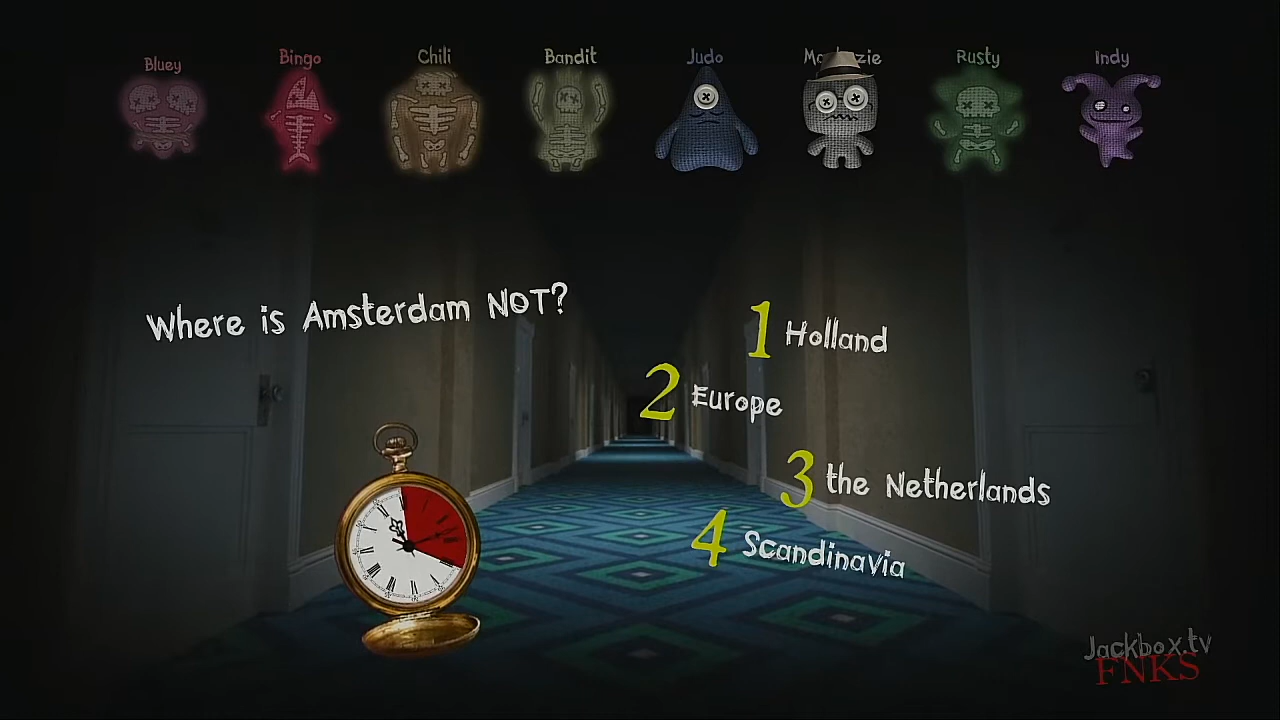 Bluey
Bingo
Chili
Bandit
Judo
Rusty
Indy
Where is Amsterdam NOT?
1 Holland
2 Europe
3 the Netherlands
4 Scandinavia
Jackbox.tv
FNKS